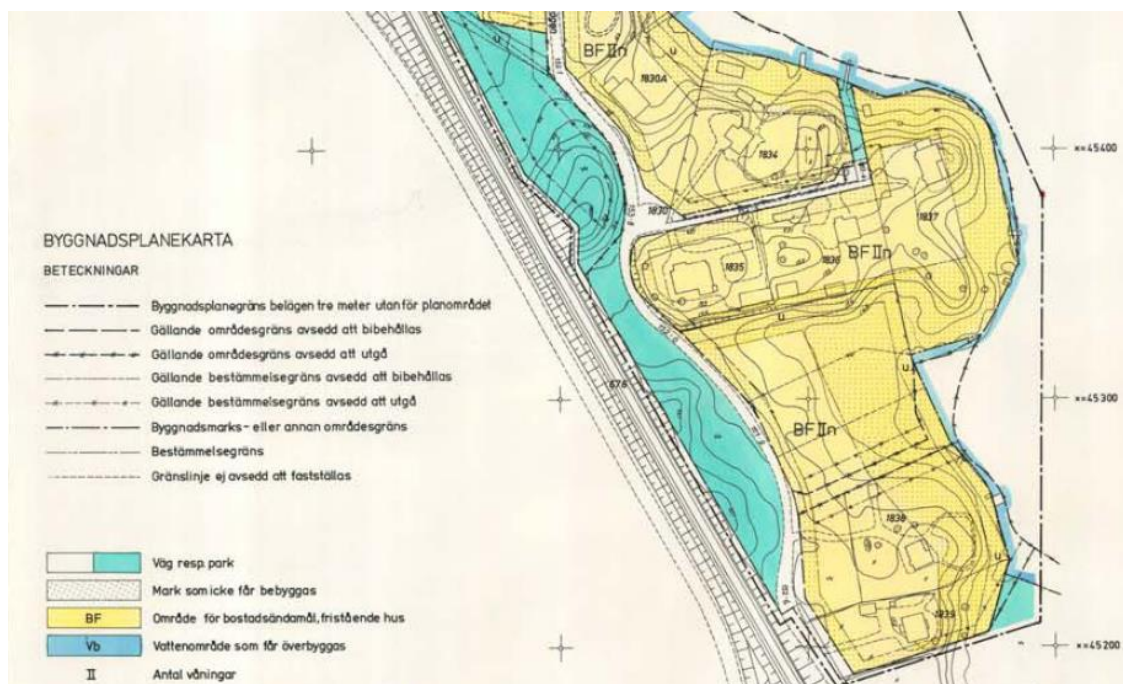 BF IIn
u
u
1830A
1834
x=45400
1830
1837
1835
1836
BF IIn
u
676
u
x=45300
BF IIn
1838
u
1839
x=45200
BYGGNADSPLANEKARTA
BETECKNINGAR
Byggnadsplanegräns belägen tre meter utanför planområdet
Gällande områdesgräns avsedd att bibehållas
Gällande områdesgräns avsedd att utgå
Gällande bestämmelsegräns avsedd att bibehållas
Gällande bestämmelsegräns avsedd att utgå
Byggnadsmarks- eller annan områdesgräns
Bestämmelsegräns
Gränslinje ej avsedd att fastställas
Väg resp. park
Mark som icke får bebyggas
BF Område för bostadsändamål, fristående hus
Vb Vattenområde som får överbyggas
II Antal våningar